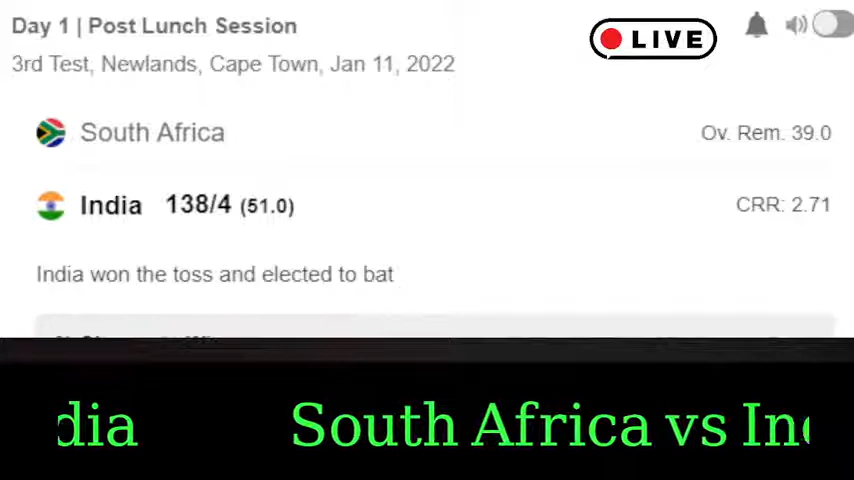 Day 1 | Post Lunch Session
LIVE
3rd Test, Newlands, Cape Town, Jan 11, 2022
South Africa
Ov. Rem. 39.0
India 138/4 (51.0)
CRR: 2.71
India won the toss and elected to bat
dia South Africa vs In